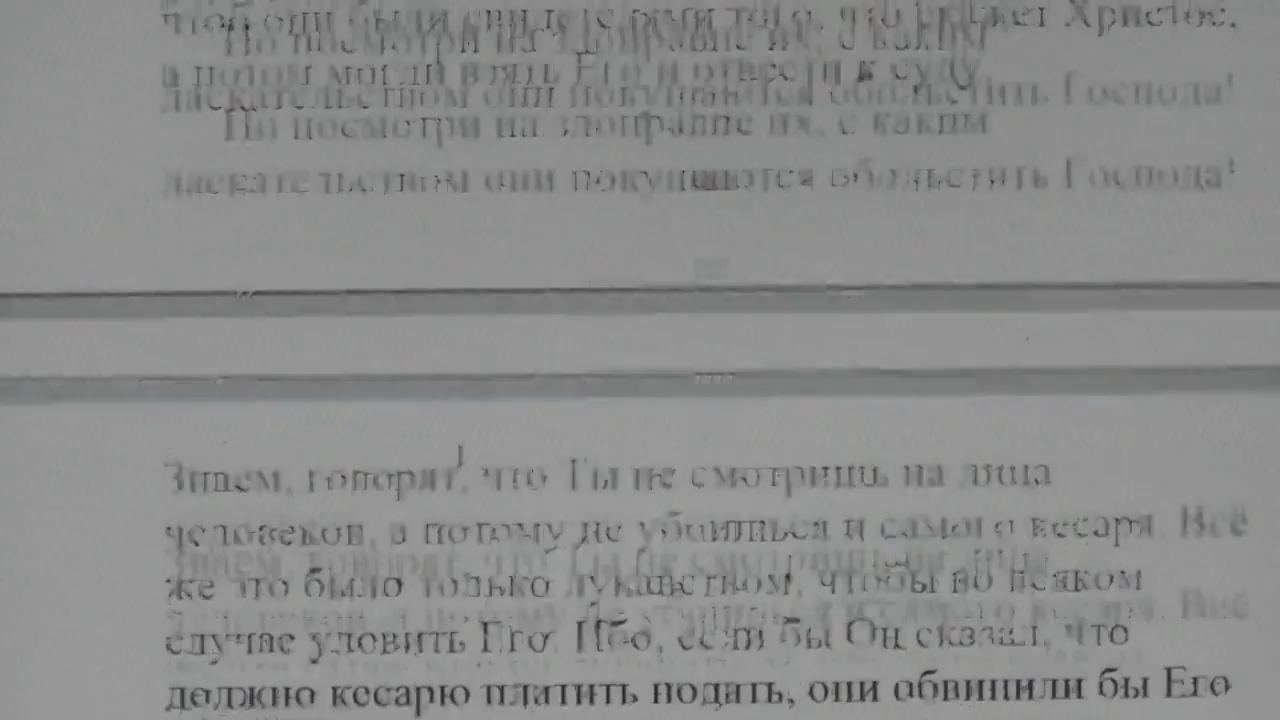 чтоб они были свидетелями того, что скажет Христос,
а потом могли взять Его и отвести к суду
Но посмотри на злонравие их, с каким
ласкательством они покушаются обольстить Господа!
Знаем, говорят, что Ты не смотришь на лица
человеков, а потому не убоишься и самого кесаря. Всё
же это было только лукавством, чтобы во всяком
случае уловить Его. Ибо, если бы Он сказал, что
должно кесарю платить подать, они обвинили бы Его